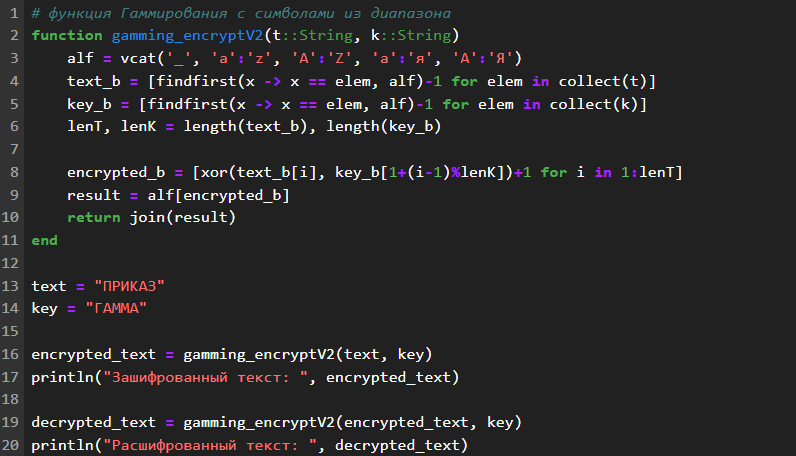 1 # функция Гаммирования с символами из диапазона
2 function gamming_encryptV2(t::String, k::String)
3     alf = vcat('_', 'a':'z', 'A':'Z', 'а':'я', 'А':'Я')
4     text_b = [findfirst(x -> x == elem, alf)-1 for elem in collect(t)]
5     key_b = [findfirst(x -> x == elem, alf)-1 for elem in collect(k)]
6     lenT, lenK = length(text_b), length(key_b)
7
8     encrypted_b = [xor(text_b[i], key_b[1+(i-1)%lenK])+1 for i in 1:lenT]
9     result = alf[encrypted_b]
10     return join(result)
11 end
12
13 text = "ПРИКАЗ"
14 key = "ГАММА"
15
16 encrypted_text = gamming_encryptV2(text, key)
17 println("Зашифрованный текст: ", encrypted_text)
18
19 decrypted_text = gamming_encryptV2(encrypted_text, key)
20 println("Расшифрованный текст: ", decrypted_text)